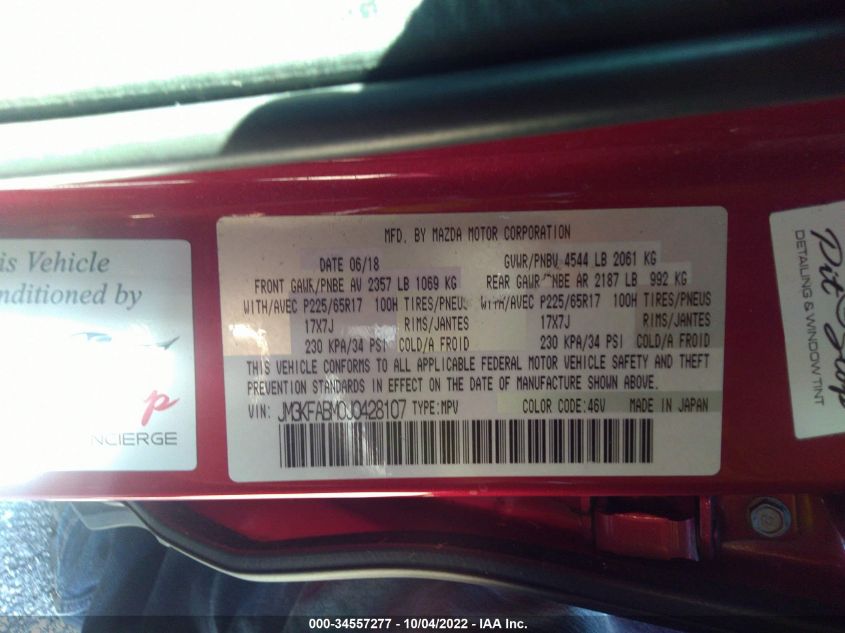 MFD. BY MAZDA MOTOR CORPORATION
DATE 06/18 GVWR/PNBV 4544 LB 2061 KG
FRONT GAWR/PNBE AV 2357 LB 1069 KG REAR GAWR/PNBE AR 2187 LB 992 KG
WITH/AVEC P225/65R17 100H TIRES/PNEUS WITH/AVEC P225/65R17 100H TIRES/PNEUS
17X7J RIMS/JANTES 17X7J RIMS/JANTES
230 KPA/34 PSI COLD/A FROID 230 KPA/34 PSI COLD/A FROID
THIS VEHICLE CONFORMS TO ALL APPLICABLE FEDERAL MOTOR VEHICLE SAFETY AND THEFT
PREVENTION STANDARDS IN EFFECT ON THE DATE OF MANUFACTURE SHOWN ABOVE.
VIN: JM3KFABM0J0428107 TYPE:MPV COLOR CODE:46V MADE IN JAPAN
is Vehicle
nditioned by
p
NCIERGE
Pit Stop
DETAILING & WINDOW TINT
000-34557277 - 10/04/2022 - IAA Inc.